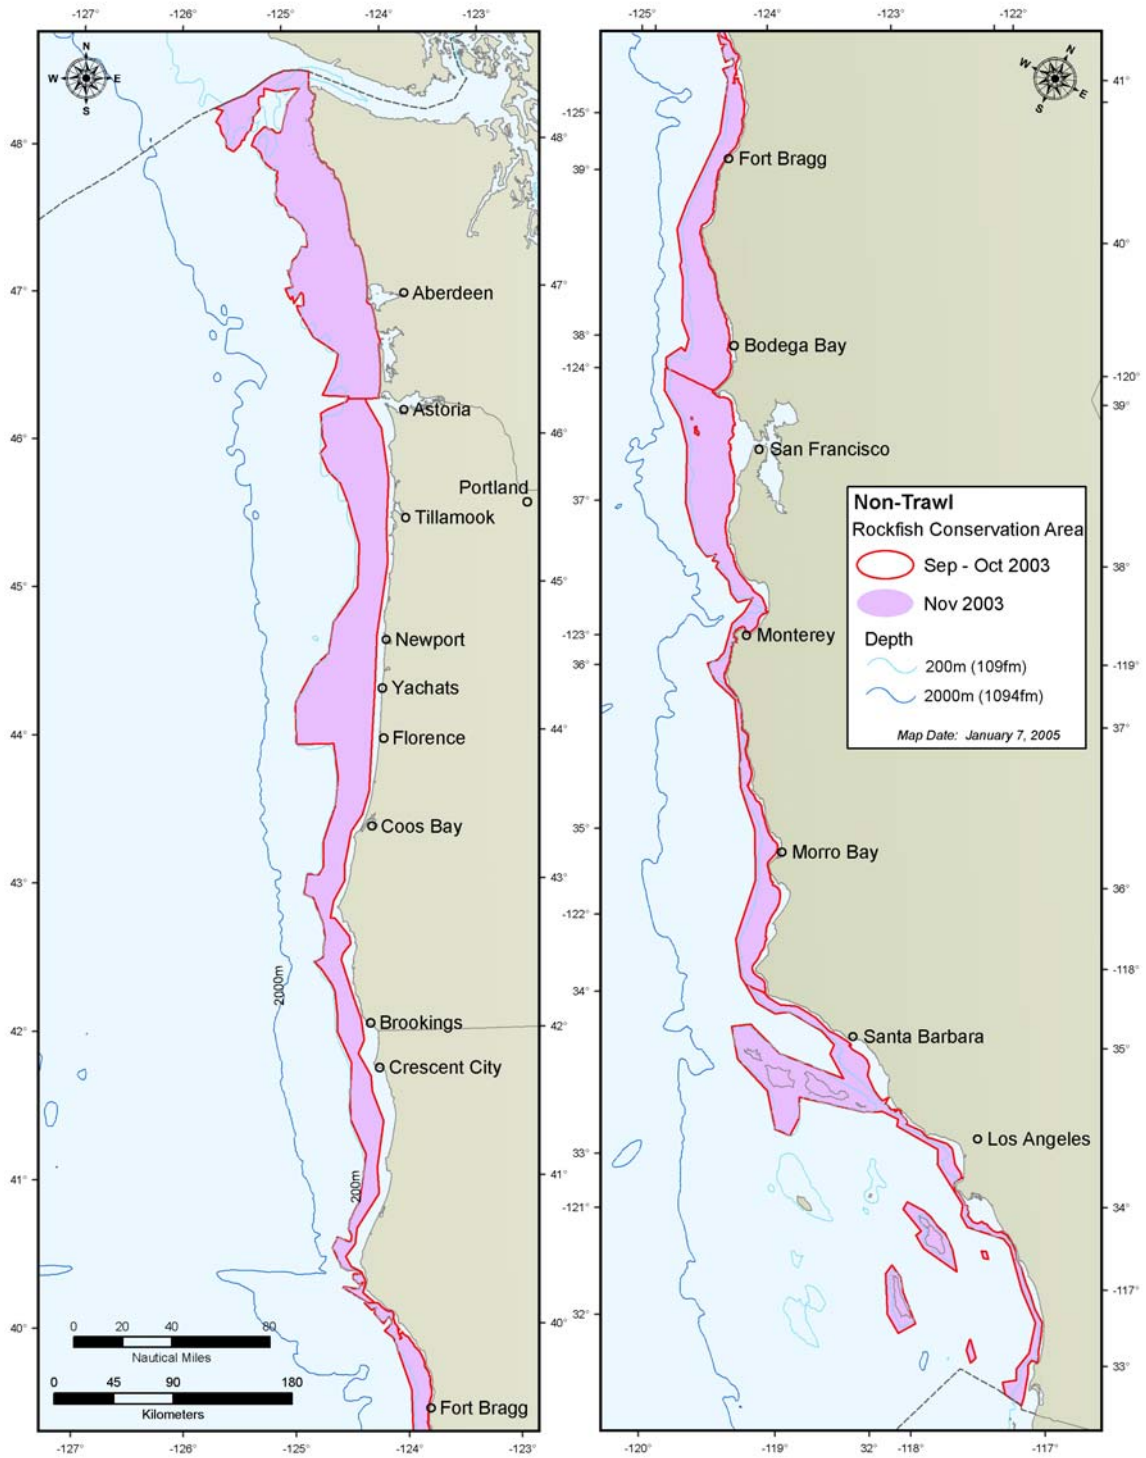 -127° -126° -125° -124° -123°
N
W E
S
48° 48°
47° 47°
Aberdeen
Astoria
46° 46°
Portland
Tillamook
45° 45°
Newport
Yachats
44° 44°
Florence
Coos Bay
43° 43°
2000m
42° 42°
Brookings
Crescent City
41° 41°
200m
40° 40°
0 20 40 80
Nautical Miles
0 45 90 180
Kilometers
Fort Bragg
-127° -126° -125° -124° -123°
-125° -124° -123° -122°
N
W E
S
41°
-125°
Fort Bragg
39°
40°
38°
Bodega Bay
-124°
-120°
39°
San Francisco
37°
Non-Trawl
Rockfish Conservation Area
Sep - Oct 2003
Nov 2003
Depth
200m (109fm)
2000m (1094fm)
Map Date: January 7, 2005
38°
-123°
Monterey
36°
-119°
37°
35°
Morro Bay
36°
-122°
-118°
34°
Santa Barbara
35°
Los Angeles
33°
-121°
34°
-117°
32°
33°
-120° -119° 32° -118° -117°